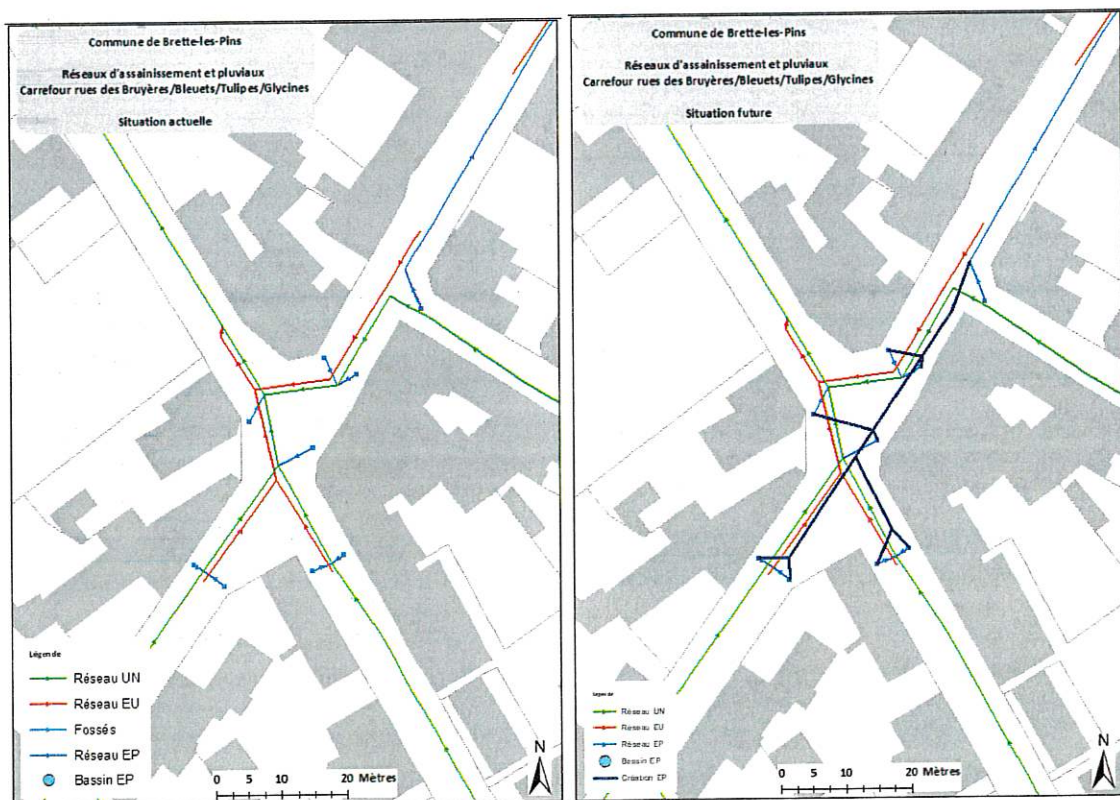 Commune de Brette-les-Pins
Réseaux d'assainissement et pluviaux
Carrefour rues des Bruyères/Bleuets/Tulipes/Glycines
Situation actuelle
Légende
Réseau UN
Réseau EU
Fossés
Réseau EP
Bassin EP
0 5 10 20 Mètres
N
Commune de Brette-les-Pins
Réseaux d'assainissement et pluviaux
Carrefour rues des Bruyères/Bleuets/Tulipes/Glycines
Situation future
Légende
Réseau UN
Réseau EU
Réseau EP
Bassin EP
Création EP
0 5 10 20 Mètres
N